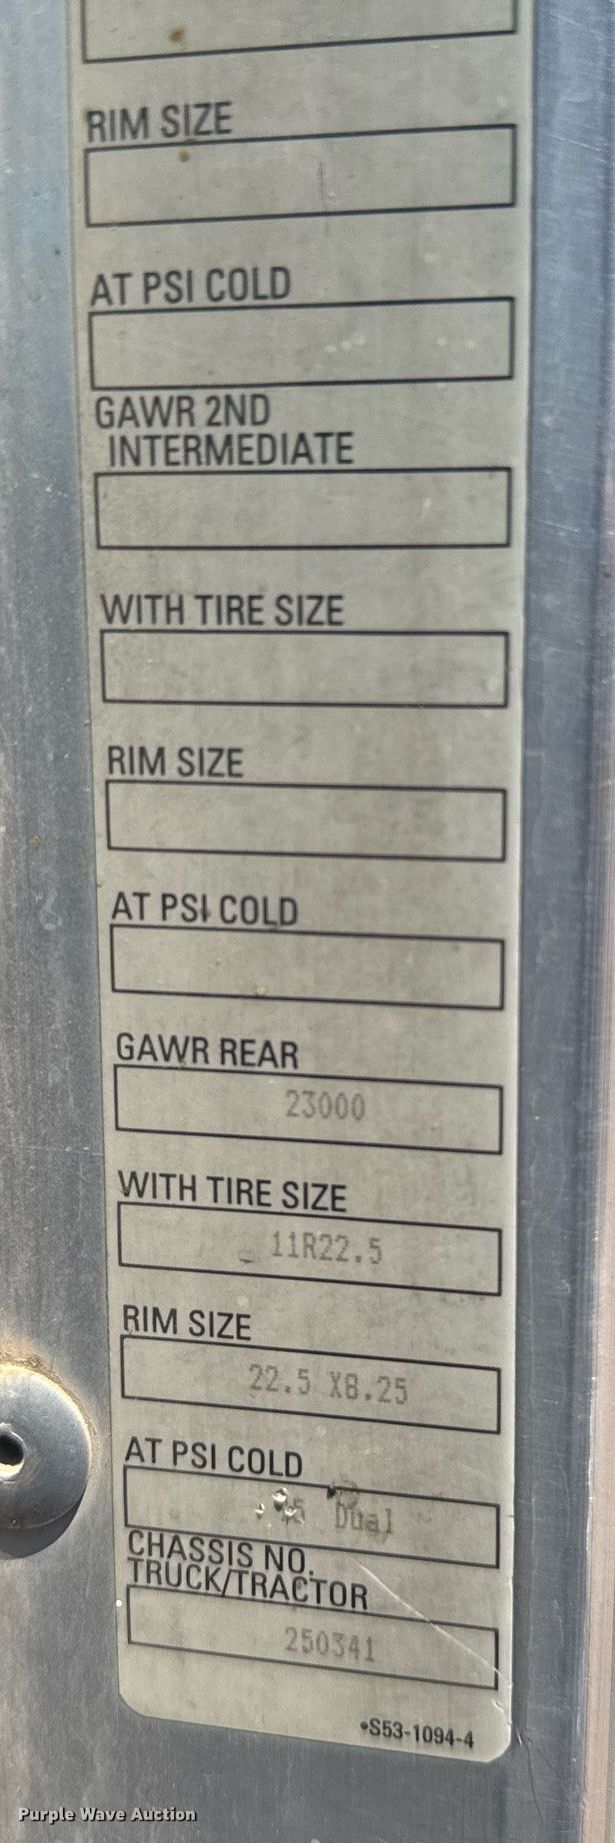 RIM SIZE
AT PSI COLD
GAWR 2ND
INTERMEDIATE
WITH TIRE SIZE
RIM SIZE
AT PSI COLD
GAWR REAR
23000
WITH TIRE SIZE
11R22.5
RIM SIZE
22.5 X8.25
AT PSI COLD
Dual
CHASSIS NO.
TRUCK/TRACTOR
250341
•S53-1094-4
Purple Wave Auction